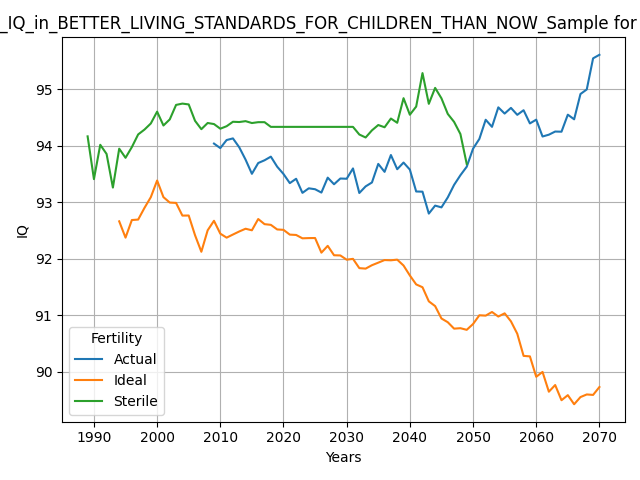 _IQ_in_BETTER_LIVING_STANDARDS_FOR_CHILDREN_THAN_NOW_Sample for
95
94
93
92
91
90
IQ
Fertility
Actual
Ideal
Sterile
1990 2000 2010 2020 2030 2040 2050 2060 2070
Years